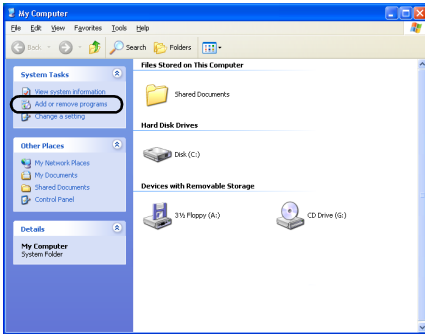 My Computer
File Edit View Favorites Tools Help
Back Search Folders
System Tasks
View system information
Add or remove programs
Change a setting
Other Places
My Network Places
My Documents
Shared Documents
Control Panel
Details
My Computer
System Folder
Files Stored on This Computer
Shared Documents
Hard Disk Drives
Disk (C:)
Devices with Removable Storage
3½ Floppy (A:) CD Drive (G:)